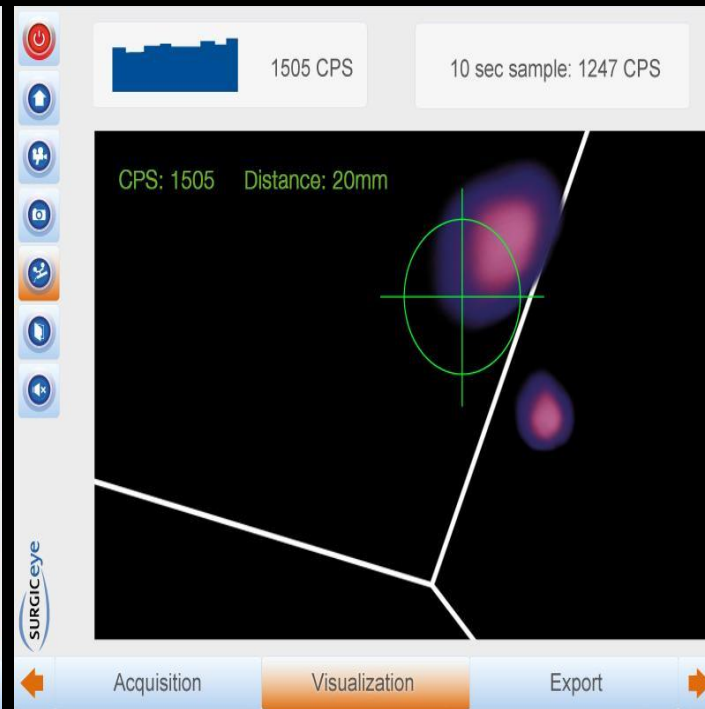 1505 CPS
10 sec sample: 1247 CPS
CPS: 1505 Distance: 20mm
SURGICeye
Acquisition Visualization Export